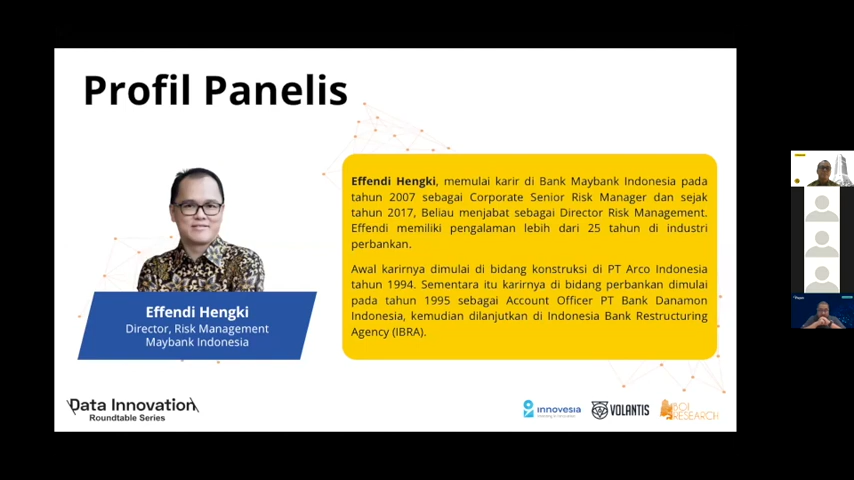 Profil Panelis
Effendi Hengki, memulai karir di Bank Maybank Indonesia pada
tahun 2007 sebagai Corporate Senior Risk Manager dan sejak
tahun 2017, Beliau menjabat sebagai Director Risk Management.
Effendi memiliki pengalaman lebih dari 25 tahun di industri
perbankan.
Awal karirnya dimulai di bidang konstruksi di PT Arco Indonesia
tahun 1994. Sementara itu karirnya di bidang perbankan dimulai
pada tahun 1995 sebagai Account Officer PT Bank Danamon
Indonesia, kemudian dilanjutkan di Indonesia Bank Restructuring
Agency (IBRA).
Effendi Hengki
Director, Risk Management
Maybank Indonesia
Data Innovation
Roundtable Series
innovesia
VOLANTIS
RESEARCH